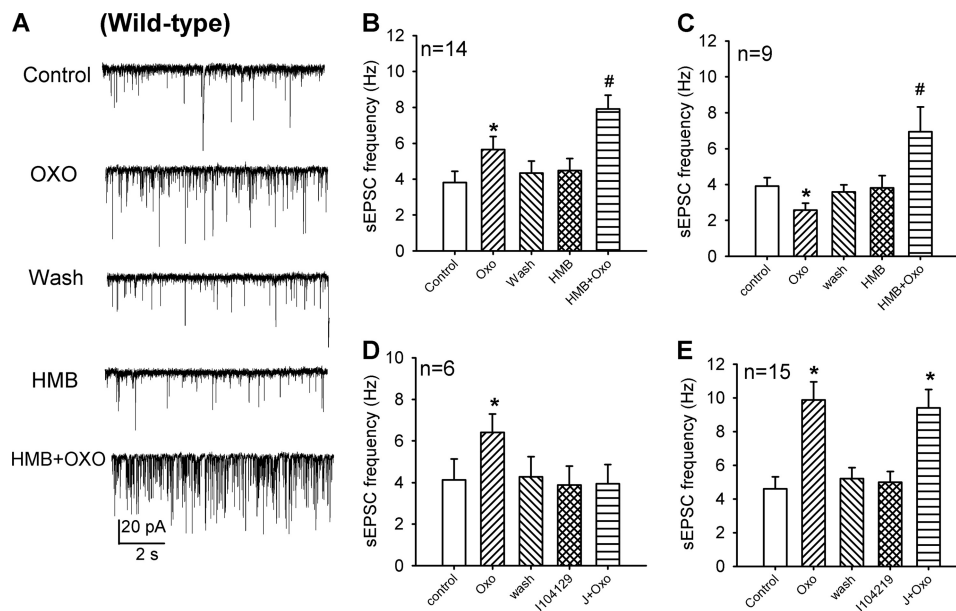 A (Wild-type)
Control
OXO
Wash
HMB
HMB+OXO
20 pA
2 s
B
n=14
sEPSC frequency (Hz)
12
10
8
6
4
2
0
*
#
Control
Oxo
Wash
HMB
HMB+Oxo
C
n=9
sEPSC frequency (Hz)
12
10
8
6
4
2
0
*
#
control
Oxo
wash
HMB
HMB+Oxo
D
n=6
sEPSC frequency (Hz)
10
8
6
4
2
0
*
control
Oxo
wash
I104129
J+Oxo
E
n=15
sEPSC frequency (Hz)
12
10
8
6
4
2
0
*
*
Control
Oxo
wash
I104219
J+Oxo